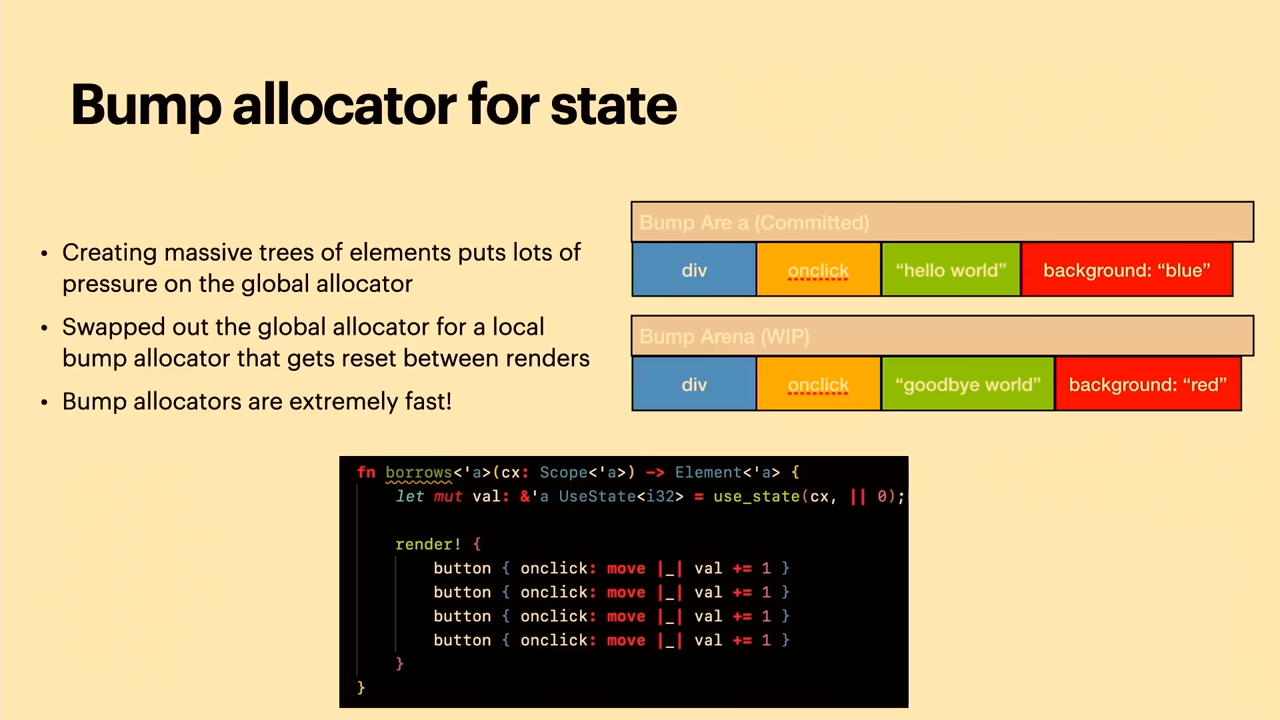 Bump allocator for state
• Creating massive trees of elements puts lots of
pressure on the global allocator
• Swapped out the global allocator for a local
bump allocator that gets reset between renders
• Bump allocators are extremely fast!
Bump Are a (Committed)
div onclick “hello world” background: “blue”
Bump Arena (WIP)
div onclick “goodbye world” background: “red”
fn borrows<'a>(cx: Scope<'a>) -> Element<'a> {
let mut val: &'a UseState<i32> = use_state(cx, || 0);
render! {
button { onclick: move |_| val += 1 }
button { onclick: move |_| val += 1 }
button { onclick: move |_| val += 1 }
button { onclick: move |_| val += 1 }
}
}